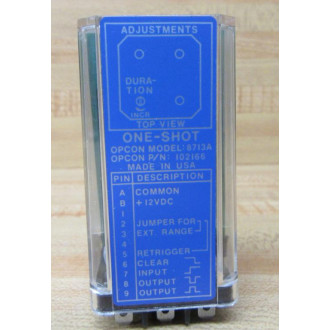 ADJUSTMENTS
DURA-
TION
INCR
TOP VIEW
ONE-SHOT
OPCON MODEL: 8713A
OPCON P/N: 102166
MADE IN USA
PIN DESCRIPTION
A COMMON
B +12VDC
1
2 JUMPER FOR
3 EXT. RANGE
4
5 RETRIGGER
6 CLEAR
7 INPUT
8 OUTPUT
9 OUTPUT